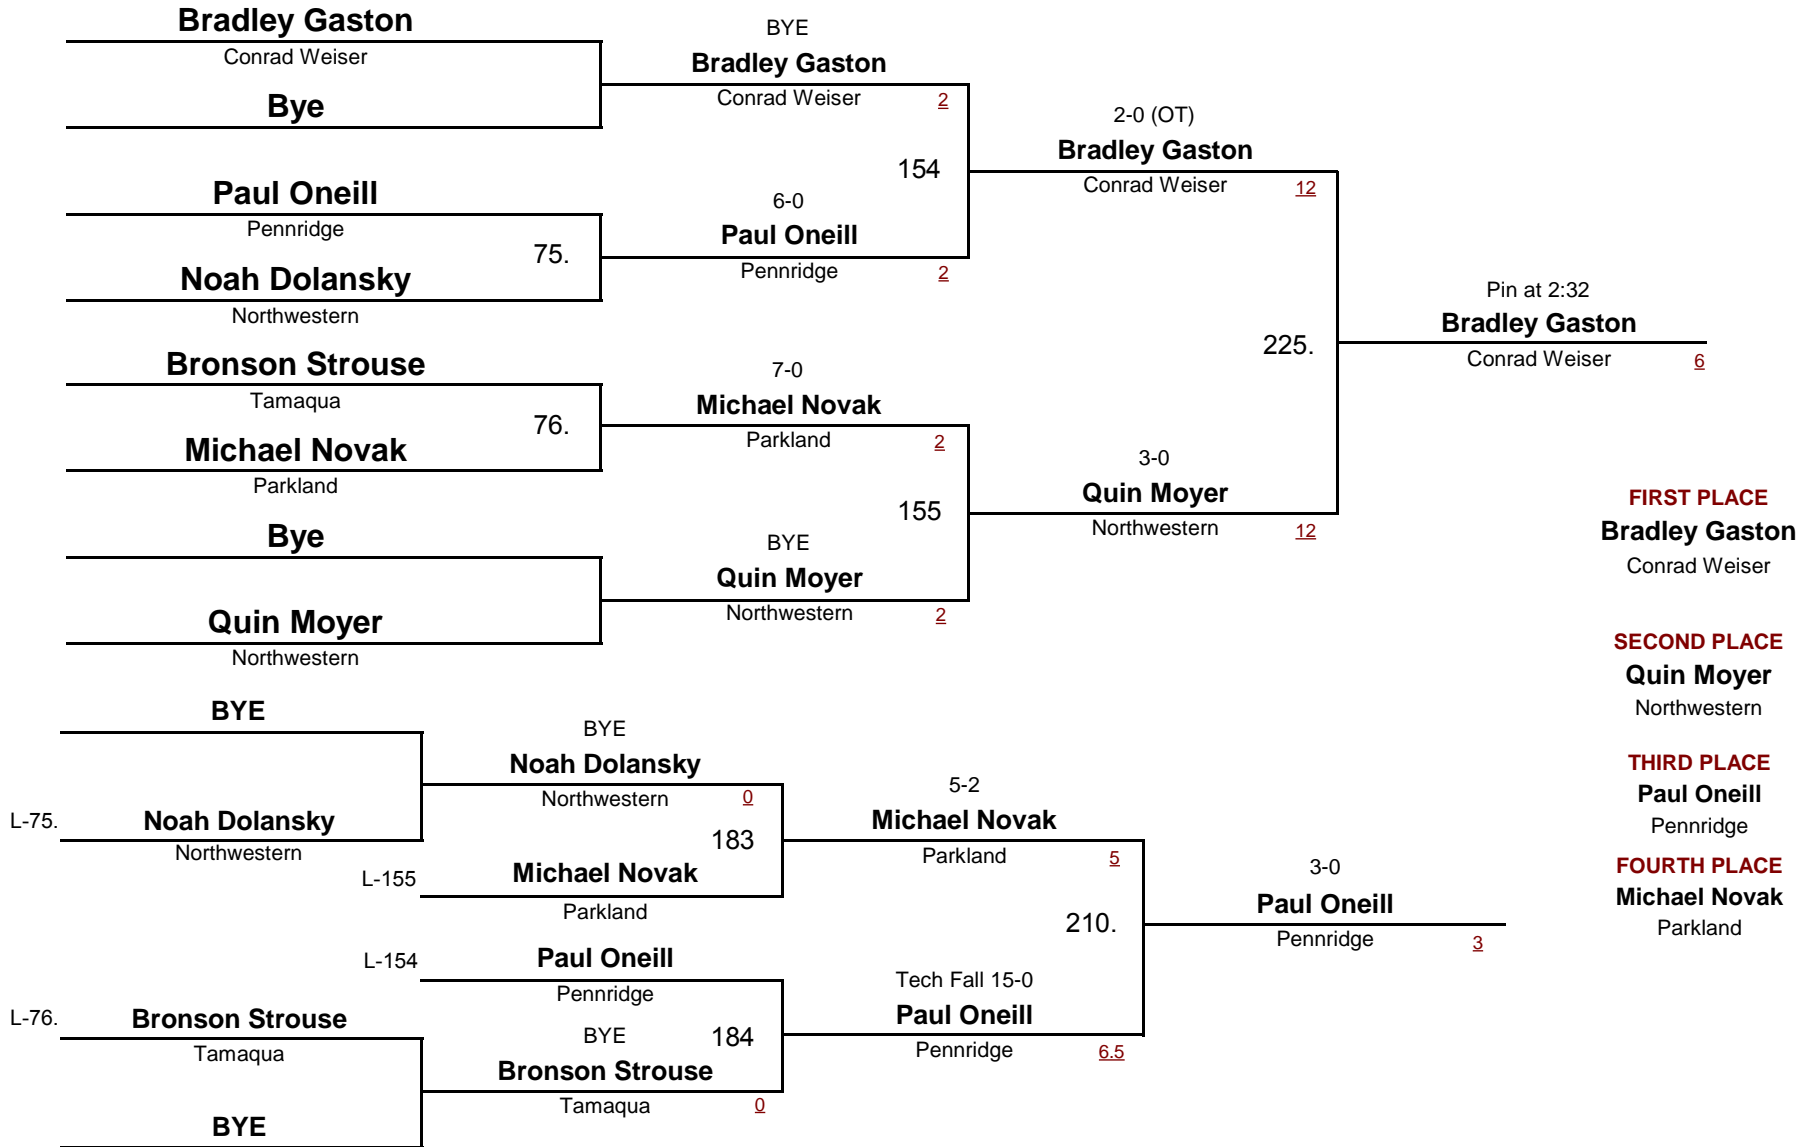 Bradley Gaston
Conrad Weiser
Bye
Paul Oneill
Pennridge
75.
Noah Dolansky
Northwestern
Bronson Strouse
Tamaqua
76.
Michael Novak
Parkland
Bye
Quin Moyer
Northwestern
BYE
Bradley Gaston
Conrad Weiser
2
154
6-0
Paul Oneill
Pennridge
2
7-0
Michael Novak
Parkland
2
155
BYE
Quin Moyer
Northwestern
2
2-0 (OT)
Bradley Gaston
Conrad Weiser
12
225.
3-0
Quin Moyer
Northwestern
12
Pin at 2:32
Bradley Gaston
Conrad Weiser
6
FIRST PLACE
Bradley Gaston
Conrad Weiser
SECOND PLACE
Quin Moyer
Northwestern
THIRD PLACE
Paul Oneill
Pennridge
FOURTH PLACE
Michael Novak
Parkland
BYE
L-75.
Noah Dolansky
Northwestern
BYE
Noah Dolansky
Northwestern
0
183
L-155
Michael Novak
Parkland
L-154
Paul Oneill
Pennridge
L-76.
Bronson Strouse
Tamaqua
BYE
BYE
184
Bronson Strouse
Tamaqua
0
5-2
Michael Novak
Parkland
5
210.
Tech Fall 15-0
Paul Oneill
Pennridge
6.5
3-0
Paul Oneill
Pennridge
3